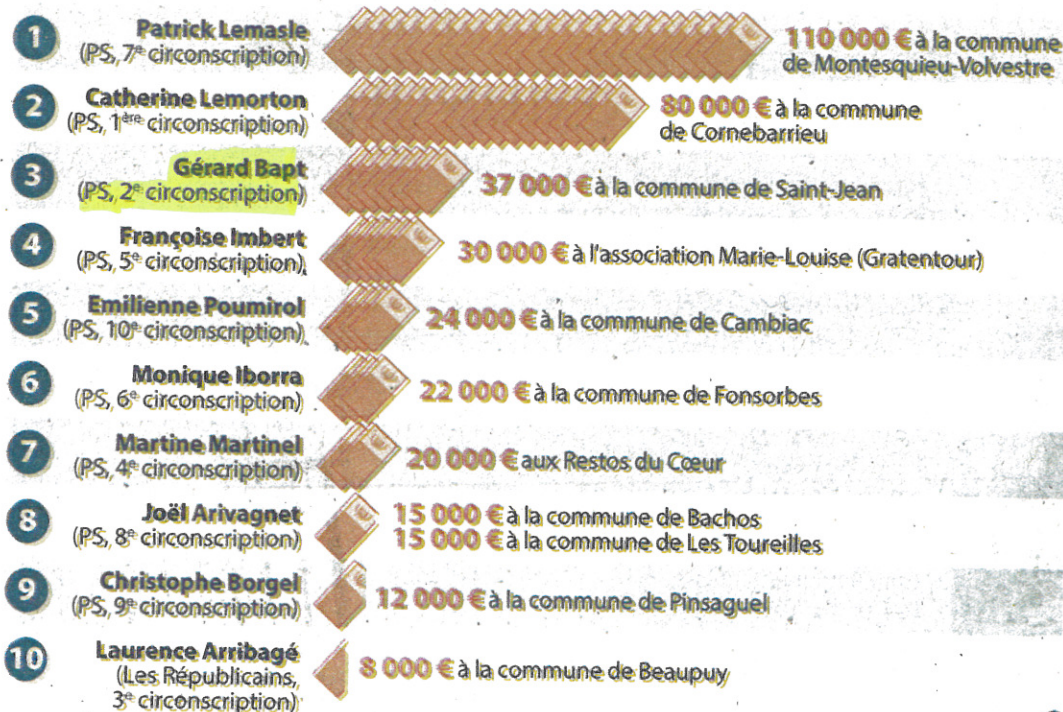 1 Patrick Lemasle
(PS, 7e circonscription)
110 000 € à la commune
de Montesquieu-Volvestre
2 Catherine Lemorton
(PS, 1ère circonscription)
80 000 € à la commune
de Cornebarrieu
3 Gérard Bapt
(PS, 2e circonscription)
37 000 € à la commune de Saint-Jean
4 Françoise Imbert
(PS, 5e circonscription)
30 000 € à l'association Marie-Louise (Gratentour)
5 Emilienne Poumirol
(PS, 10e circonscription)
24 000 € à la commune de Cambiac
6 Monique Iborra
(PS, 6e circonscription)
22 000 € à la commune de Fonsorbes
7 Martine Martinel
(PS, 4e circonscription)
20 000 € aux Restos du Cœur
8 Joël Arivagnet
(PS, 8e circonscription)
15 000 € à la commune de Bachos
15 000 € à la commune de Les Toureilles
9 Christophe Borgel
(PS, 9e circonscription)
12 000 € à la commune de Pinsaguel
10 Laurence Arribagé
(Les Républicains,
3e circonscription)
8 000 € à la commune de Beaupuy